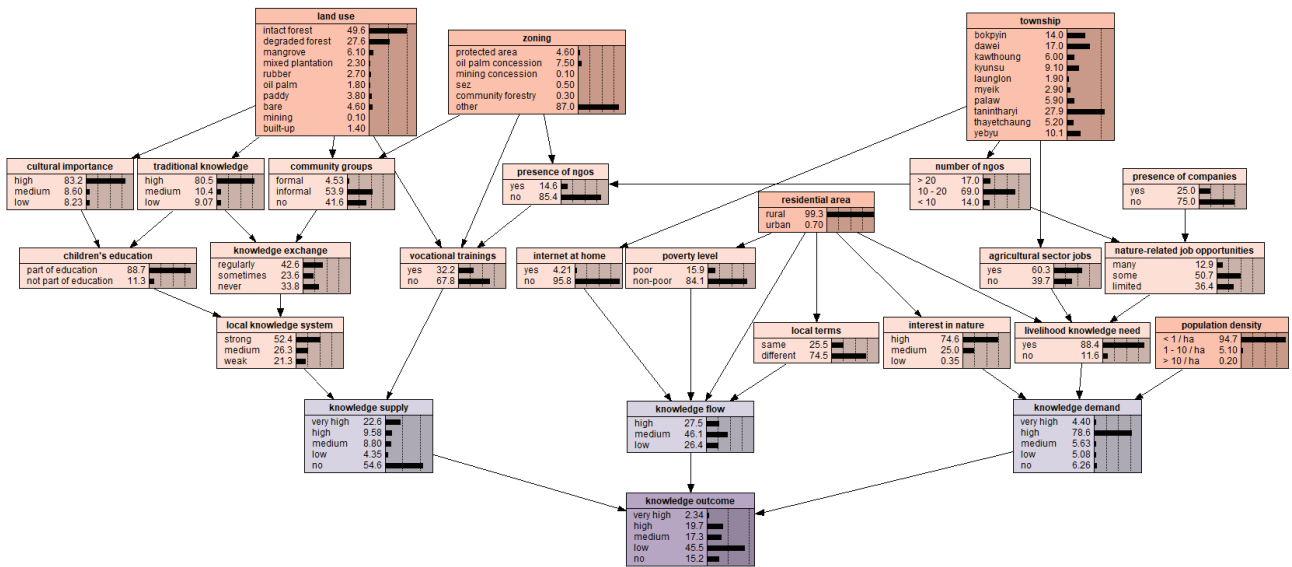 land use
intact forest 49.6
degraded forest 27.6
mangrove 6.10
mixed plantation 2.30
rubber 2.70
oil palm 1.80
paddy 3.80
bare 4.60
mining 0.10
built-up 1.40
zoning
protected area 4.60
oil palm concession 7.50
mining concession 0.10
sez 0.50
community forestry 0.30
other 87.0
township
bokpyin 14.0
dawei 17.0
kawthoung 6.00
kyunsu 9.10
launglon 1.90
myeik 2.90
palaw 5.90
tanintharyi 27.9
thayetchaung 5.20
yebyu 10.1
cultural importance
high 83.2
medium 8.60
low 8.23
traditional knowledge
high 80.5
medium 10.4
low 9.07
community groups
formal 4.53
informal 53.9
no 41.6
presence of ngos
yes 14.6
no 85.4
number of ngos
> 20 17.0
10 - 20 69.0
< 10 14.0
presence of companies
yes 25.0
no 75.0
residential area
rural 99.3
urban 0.70
children's education
part of education 88.7
not part of education 11.3
knowledge exchange
regularly 42.6
sometimes 23.6
never 33.8
vocational trainings
yes 32.2
no 67.8
internet at home
yes 4.21
no 95.8
poverty level
poor 15.9
non-poor 84.1
agricultural sector jobs
yes 60.3
no 39.7
nature-related job opportunities
many 12.9
some 50.7
limited 36.4
local knowledge system
strong 52.4
medium 26.3
weak 21.3
local terms
same 25.5
different 74.5
interest in nature
high 74.6
medium 25.0
low 0.35
livelihood knowledge need
yes 88.4
no 11.6
population density
< 1 / ha 94.7
1 - 10 / ha 5.10
> 10 / ha 0.20
knowledge supply
very high 22.6
high 9.58
medium 8.80
low 4.35
no 54.6
knowledge flow
high 27.5
medium 46.1
low 26.4
knowledge demand
very high 4.40
high 78.6
medium 5.63
low 5.08
no 6.26
knowledge outcome
very high 2.34
high 19.7
medium 17.3
low 45.5
no 15.2